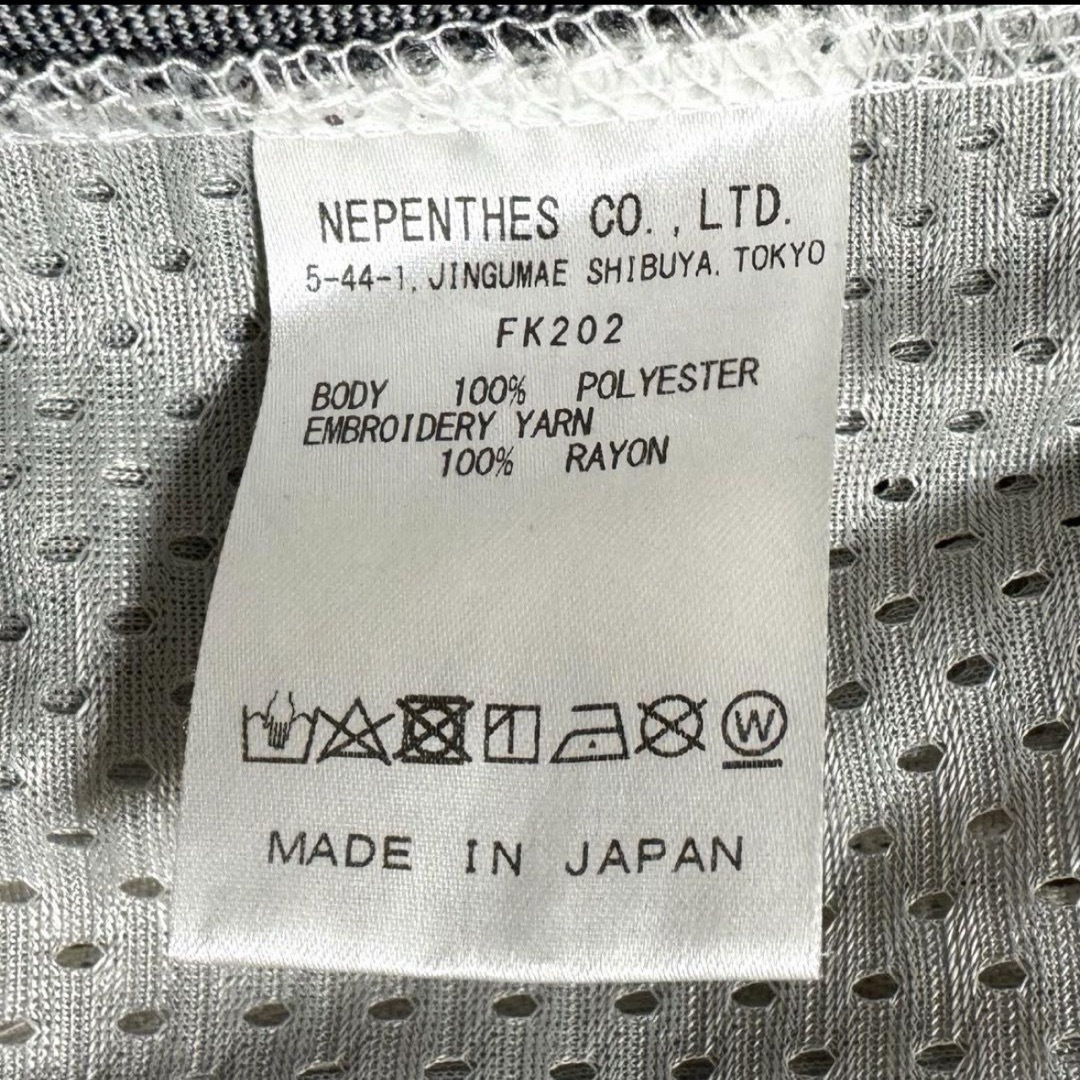 NEPENTHES CO., LTD.
5-44-1, JINGUMAE SHIBUYA, TOKYO
FK202
BODY 100% POLYESTER
EMBROIDERY YARN
100% RAYON
W
MADE IN JAPAN